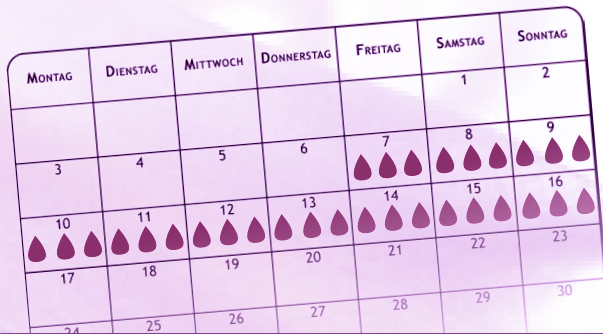 Montag Dienstag Mittwoch Donnerstag Freitag Samstag Sonntag
1 2
3 4 5 6 7 8 9
10 11 12 13 14 15 16
17 18 19 20 21 22 23
24 25 26 27 28 29 30